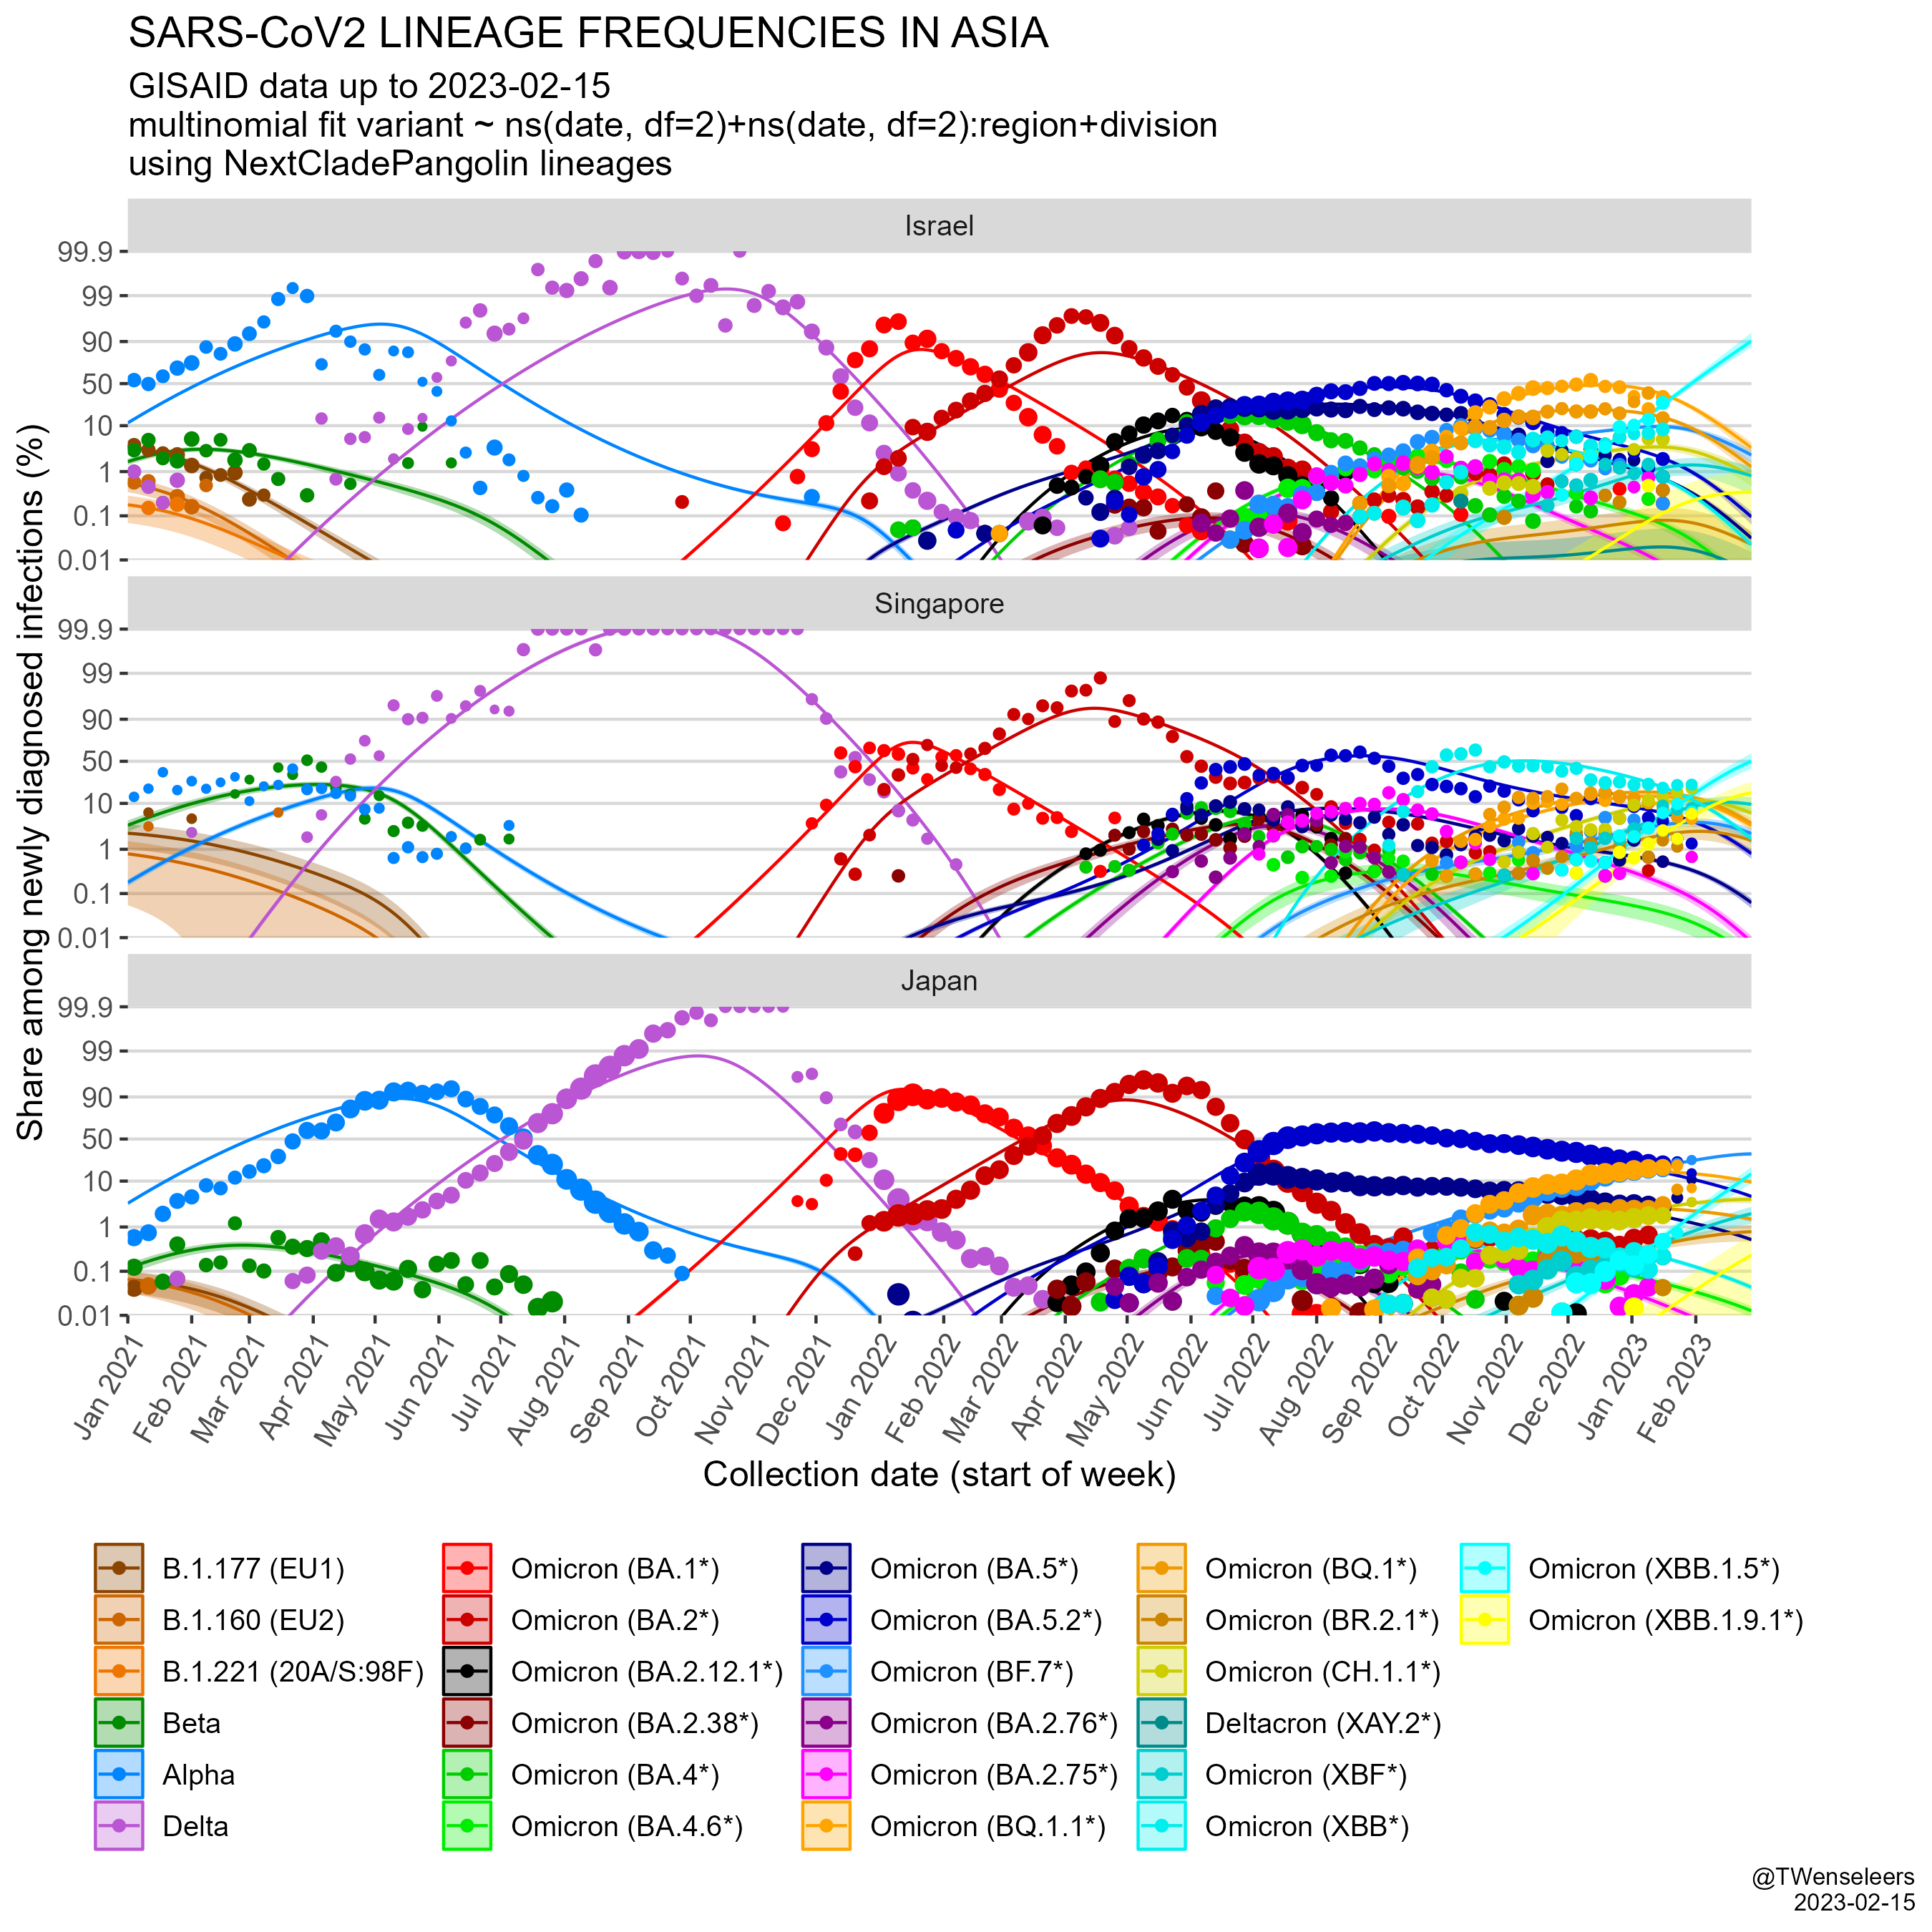 SARS-CoV2 LINEAGE FREQUENCIES IN ASIA
GISAID data up to 2023-02-15
multinomial fit variant ~ ns(date, df=2)+ns(date, df=2):region+division
using NextCladePangolin lineages
Share among newly diagnosed infections (%)
Israel
99.9
99
90
50
10
1
0.1
0.01
Singapore
99.9
99
90
50
10
1
0.1
0.01
Japan
99.9
99
90
50
10
1
0.1
0.01
Jan 2021
Feb 2021
Mar 2021
Apr 2021
May 2021
Jun 2021
Jul 2021
Aug 2021
Sep 2021
Oct 2021
Nov 2021
Dec 2021
Jan 2022
Feb 2022
Mar 2022
Apr 2022
May 2022
Jun 2022
Jul 2022
Aug 2022
Sep 2022
Oct 2022
Nov 2022
Dec 2022
Jan 2023
Feb 2023
Collection date (start of week)
B.1.177 (EU1)
B.1.160 (EU2)
B.1.221 (20A/S:98F)
Beta
Alpha
Delta
Omicron (BA.1*)
Omicron (BA.2*)
Omicron (BA.2.12.1*)
Omicron (BA.2.38*)
Omicron (BA.4*)
Omicron (BA.4.6*)
Omicron (BA.5*)
Omicron (BA.5.2*)
Omicron (BF.7*)
Omicron (BA.2.76*)
Omicron (BA.2.75*)
Omicron (BQ.1.1*)
Omicron (BQ.1*)
Omicron (BR.2.1*)
Omicron (CH.1.1*)
Deltacron (XAY.2*)
Omicron (XBF*)
Omicron (XBB*)
Omicron (XBB.1.5*)
Omicron (XBB.1.9.1*)
@TWenseleers
2023-02-15